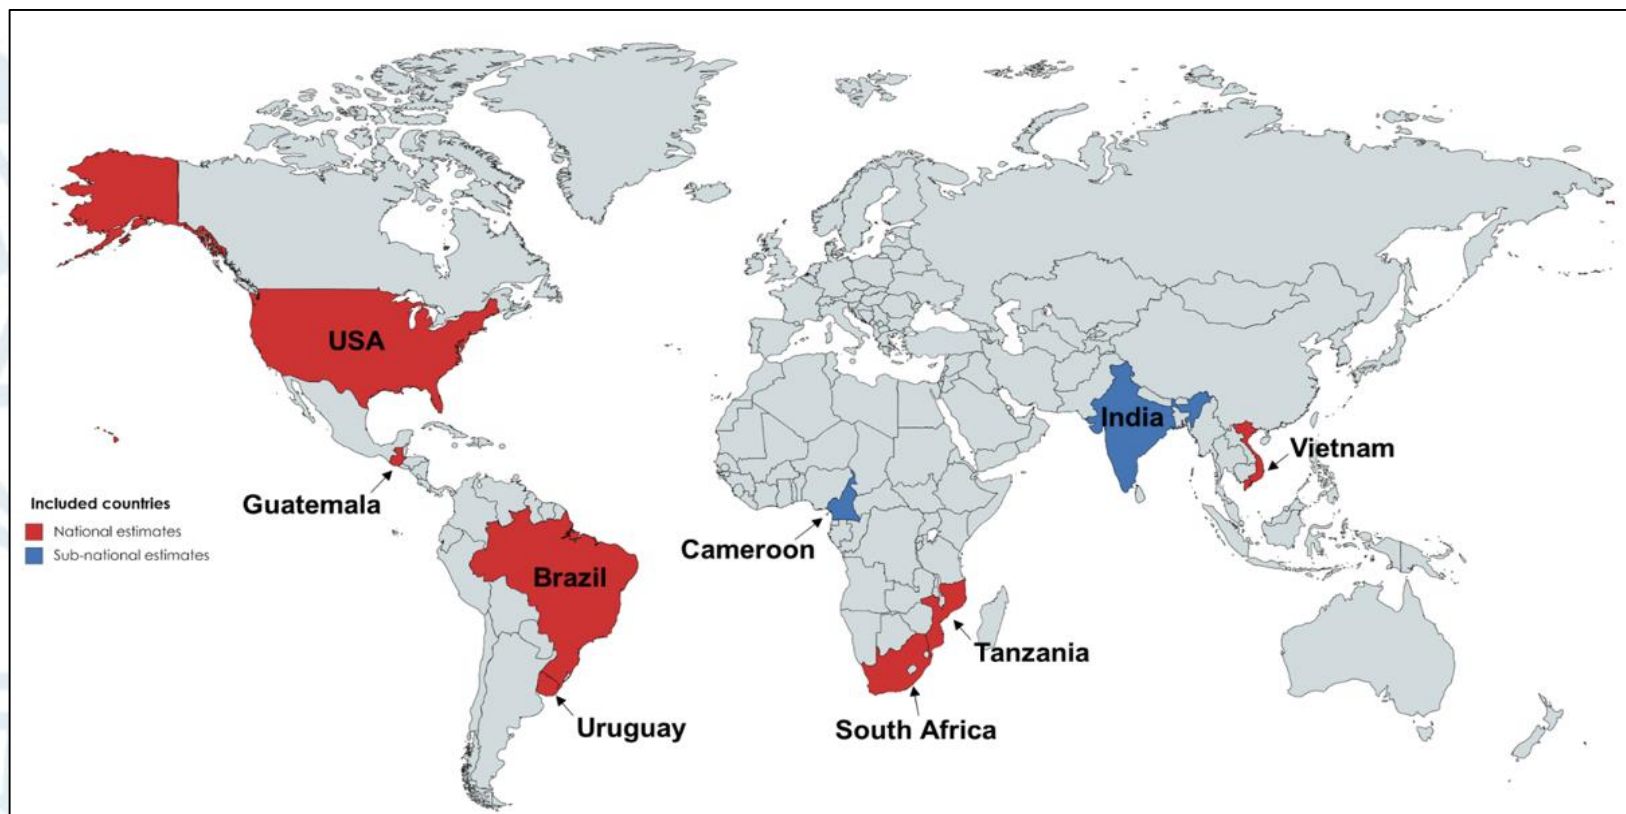 USA
India
Vietnam
Guatemala
Included countries
National estimates
Sub-national estimates
Cameroon
Brazil
Tanzania
Uruguay
South Africa